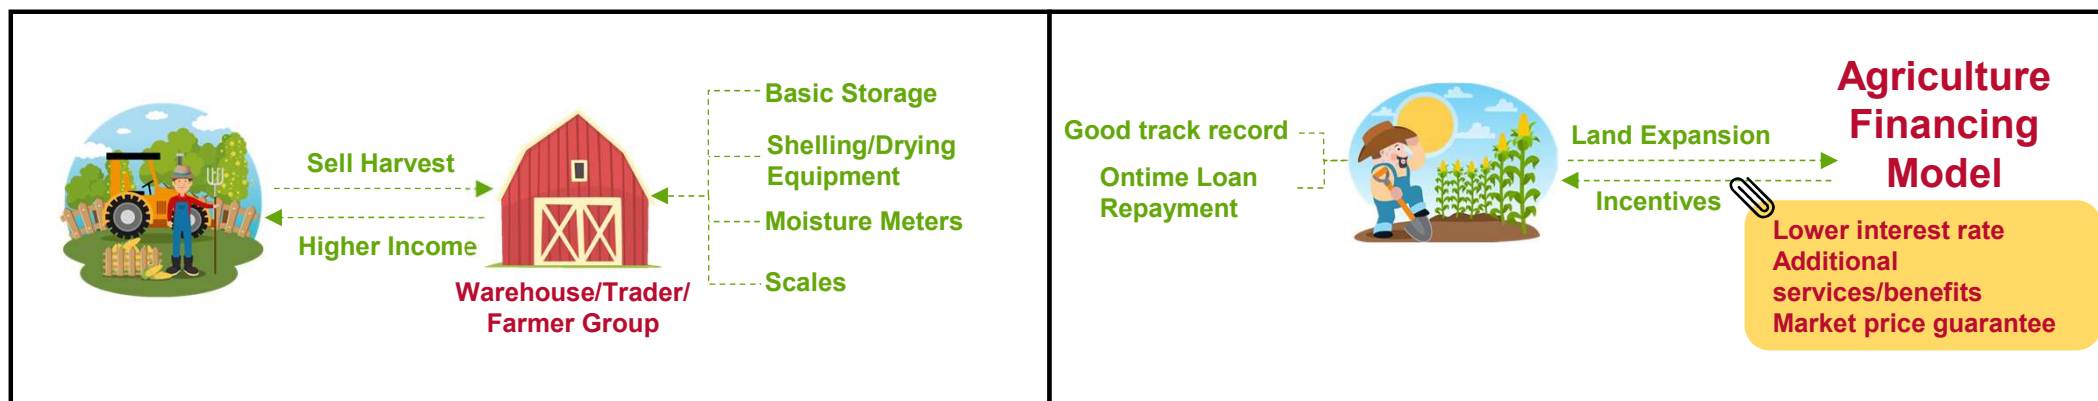 Sell Harvest
Higher Income
Warehouse/Trader/
Farmer Group
Basic Storage
Shelling/Drying
Equipment
Moisture Meters
Scales
Good track record
Ontime Loan
Repayment
Land Expansion
Incentives
Agriculture
Financing
Model
Lower interest rate
Additional
services/benefits
Market price guarantee